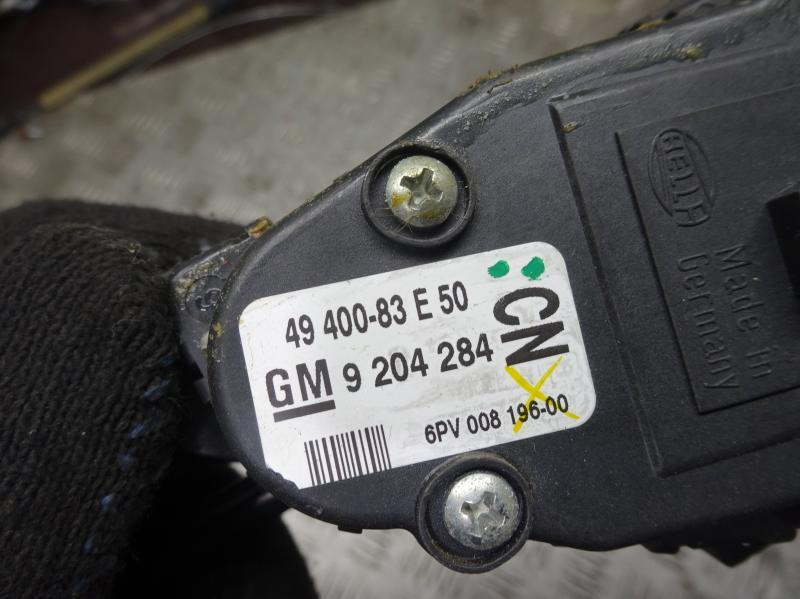 49 400-83 E 50
GM 9 204 284
CN
6PV 008 196-00
HELLA
Made in
Germany